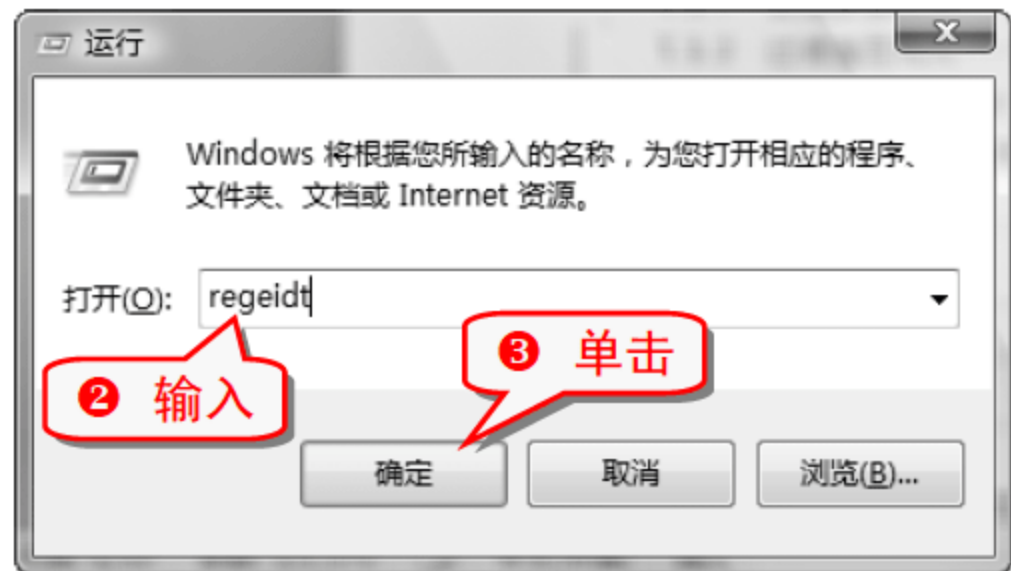 运行
Windows 将根据您所输入的名称，为您打开相应的程序、
文件夹、文档或 Internet 资源。
打开(O): regeidt
❷ 输入
❸ 单击
确定 取消 浏览(B)...